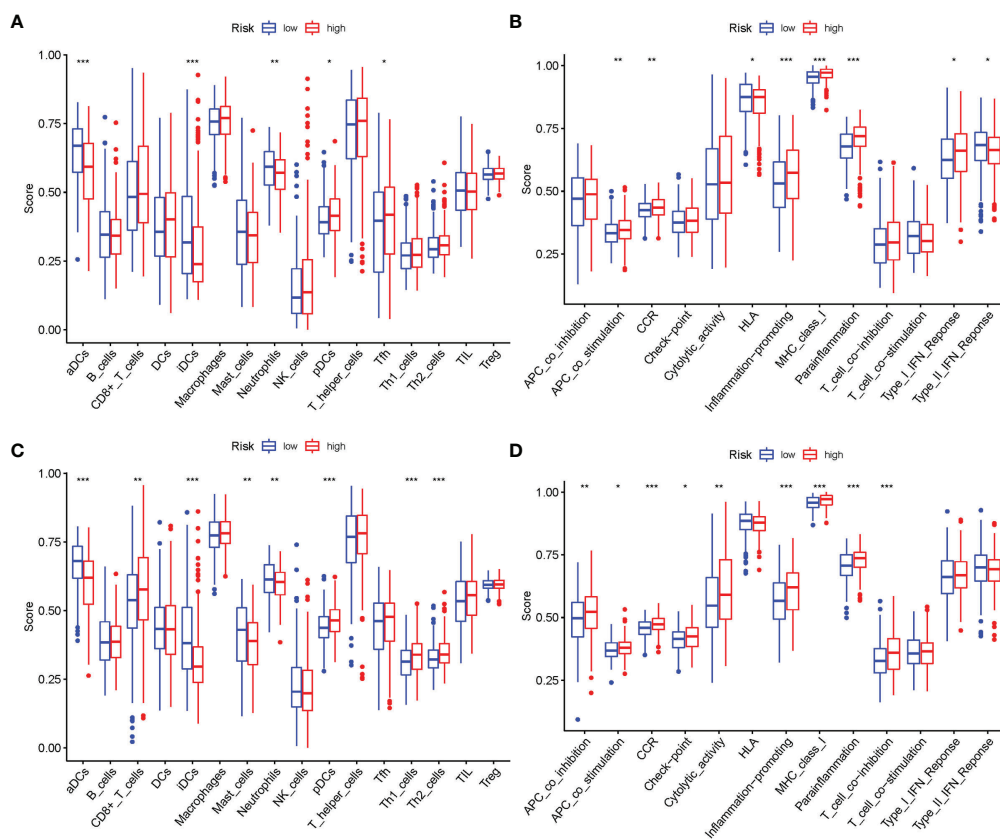 A
Risk low high
*** *** ** * *
1.00
0.75
0.50
0.25
0.00
Score
aDCs
B_cells
CD8+_T_cells
DCs
iDCs
Macrophages
Mast_cells
Neutrophils
NK_cells
pDCs
T_helper_cells
Tfh
Th1_cells
Th2_cells
TIL
Treg
B
Risk low high
** ** * *** *** *** * *
1.00
0.75
0.50
0.25
0.00
Score
APC_co_inhibition
APC_co_stimulation
CCR
Check-point
Cytolytic_activity
HLA
Inflammation-promoting
MHC_class_I
Parainflammation
T_cell_co-inhibition
T_cell_co-stimulation
Type_I_IFN_Reponse
Type_II_IFN_Reponse
C
Risk low high
*** ** *** ** ** *** *** ***
1.00
0.75
0.50
0.25
0.00
Score
aDCs
B_cells
CD8+_T_cells
DCs
iDCs
Macrophages
Mast_cells
Neutrophils
NK_cells
pDCs
T_helper_cells
Tfh
Th1_cells
Th2_cells
TIL
Treg
D
Risk low high
** * *** * ** *** *** *** ***
1.00
0.75
0.50
0.25
Score
APC_co_inhibition
APC_co_stimulation
CCR
Check-point
Cytolytic_activity
HLA
Inflammation-promoting
MHC_class_I
Parainflammation
T_cell_co-inhibition
T_cell_co-stimulation
Type_I_IFN_Reponse
Type_II_IFN_Reponse